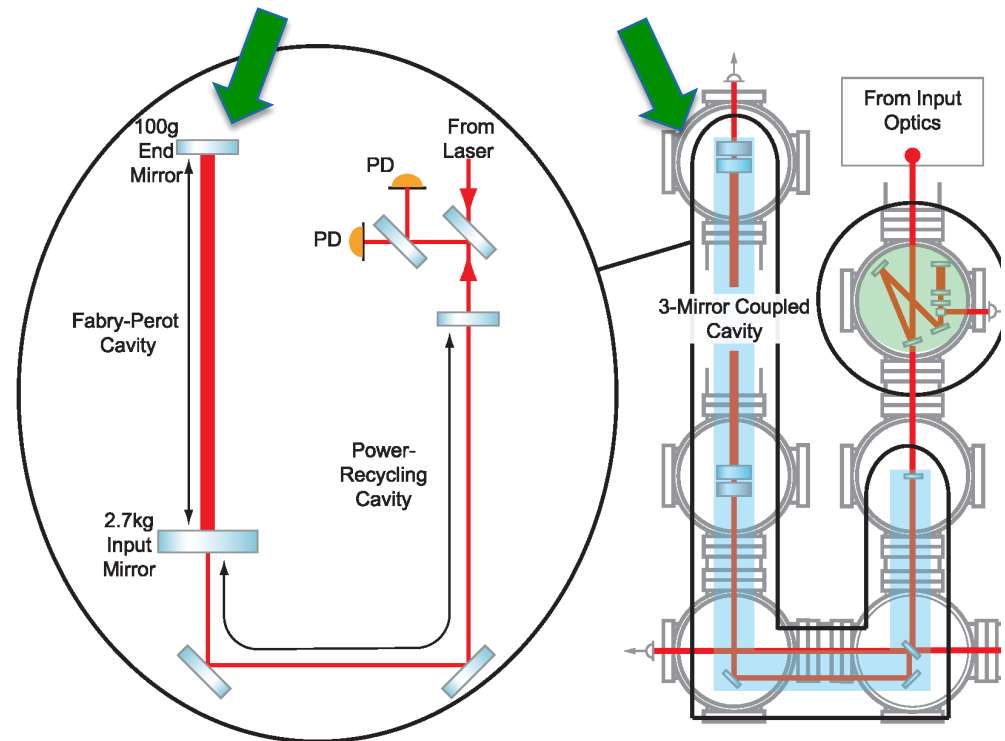 100g
End
Mirror
From
Laser
PD
PD
Fabry-Perot
Cavity
Power-
Recycling
Cavity
2.7kg
Input
Mirror
From Input
Optics
3-Mirror Coupled
Cavity